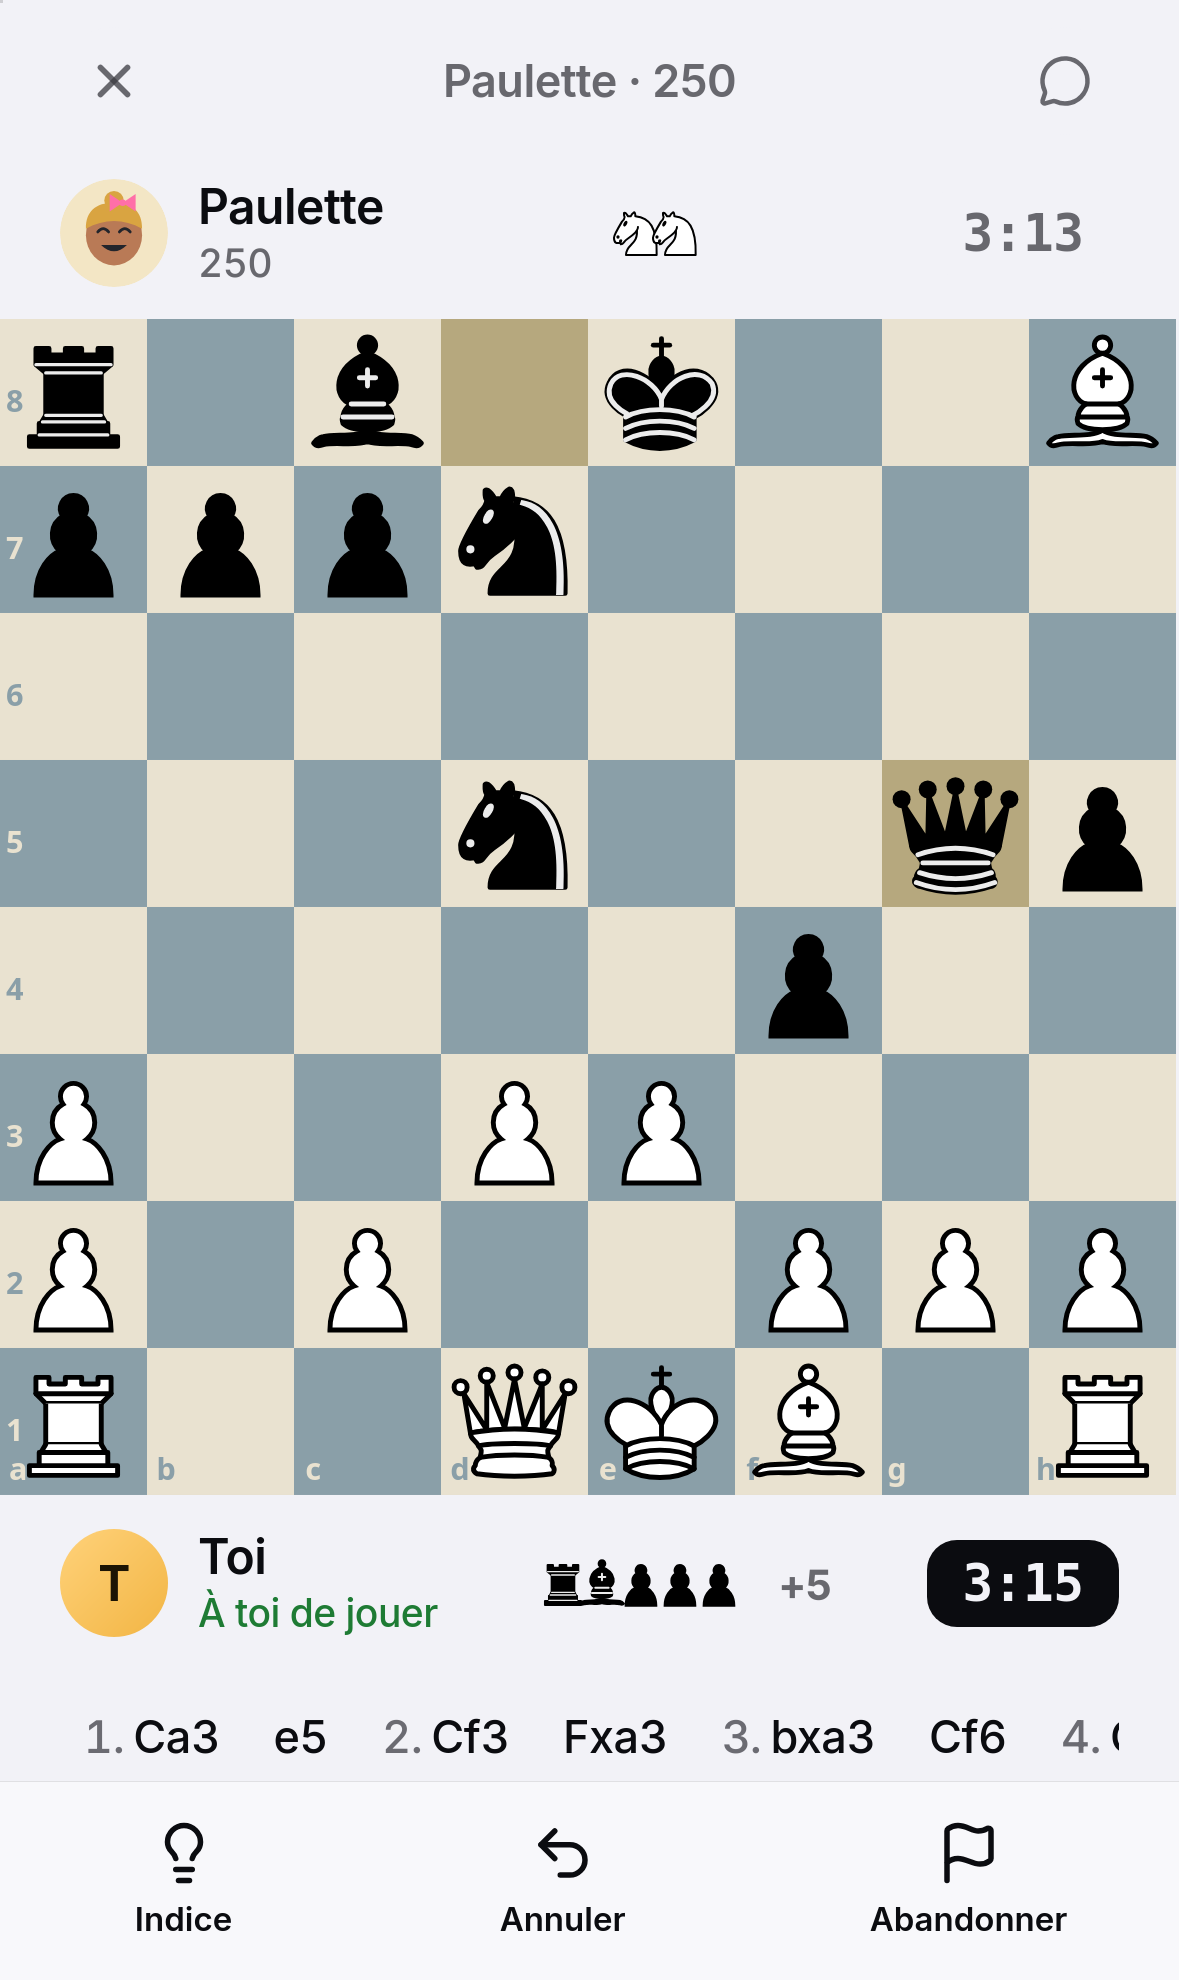 Paulette · 250
Paulette
250
3:13
8
7
6
5
4
3
2
1
a b c d e f g h
Toi
À toi de jouer
+5
3:15
T
1. Ca3 e5 2. Cf3 Fxa3 3. bxa3 Cf6 4.
Indice Annuler Abandonner